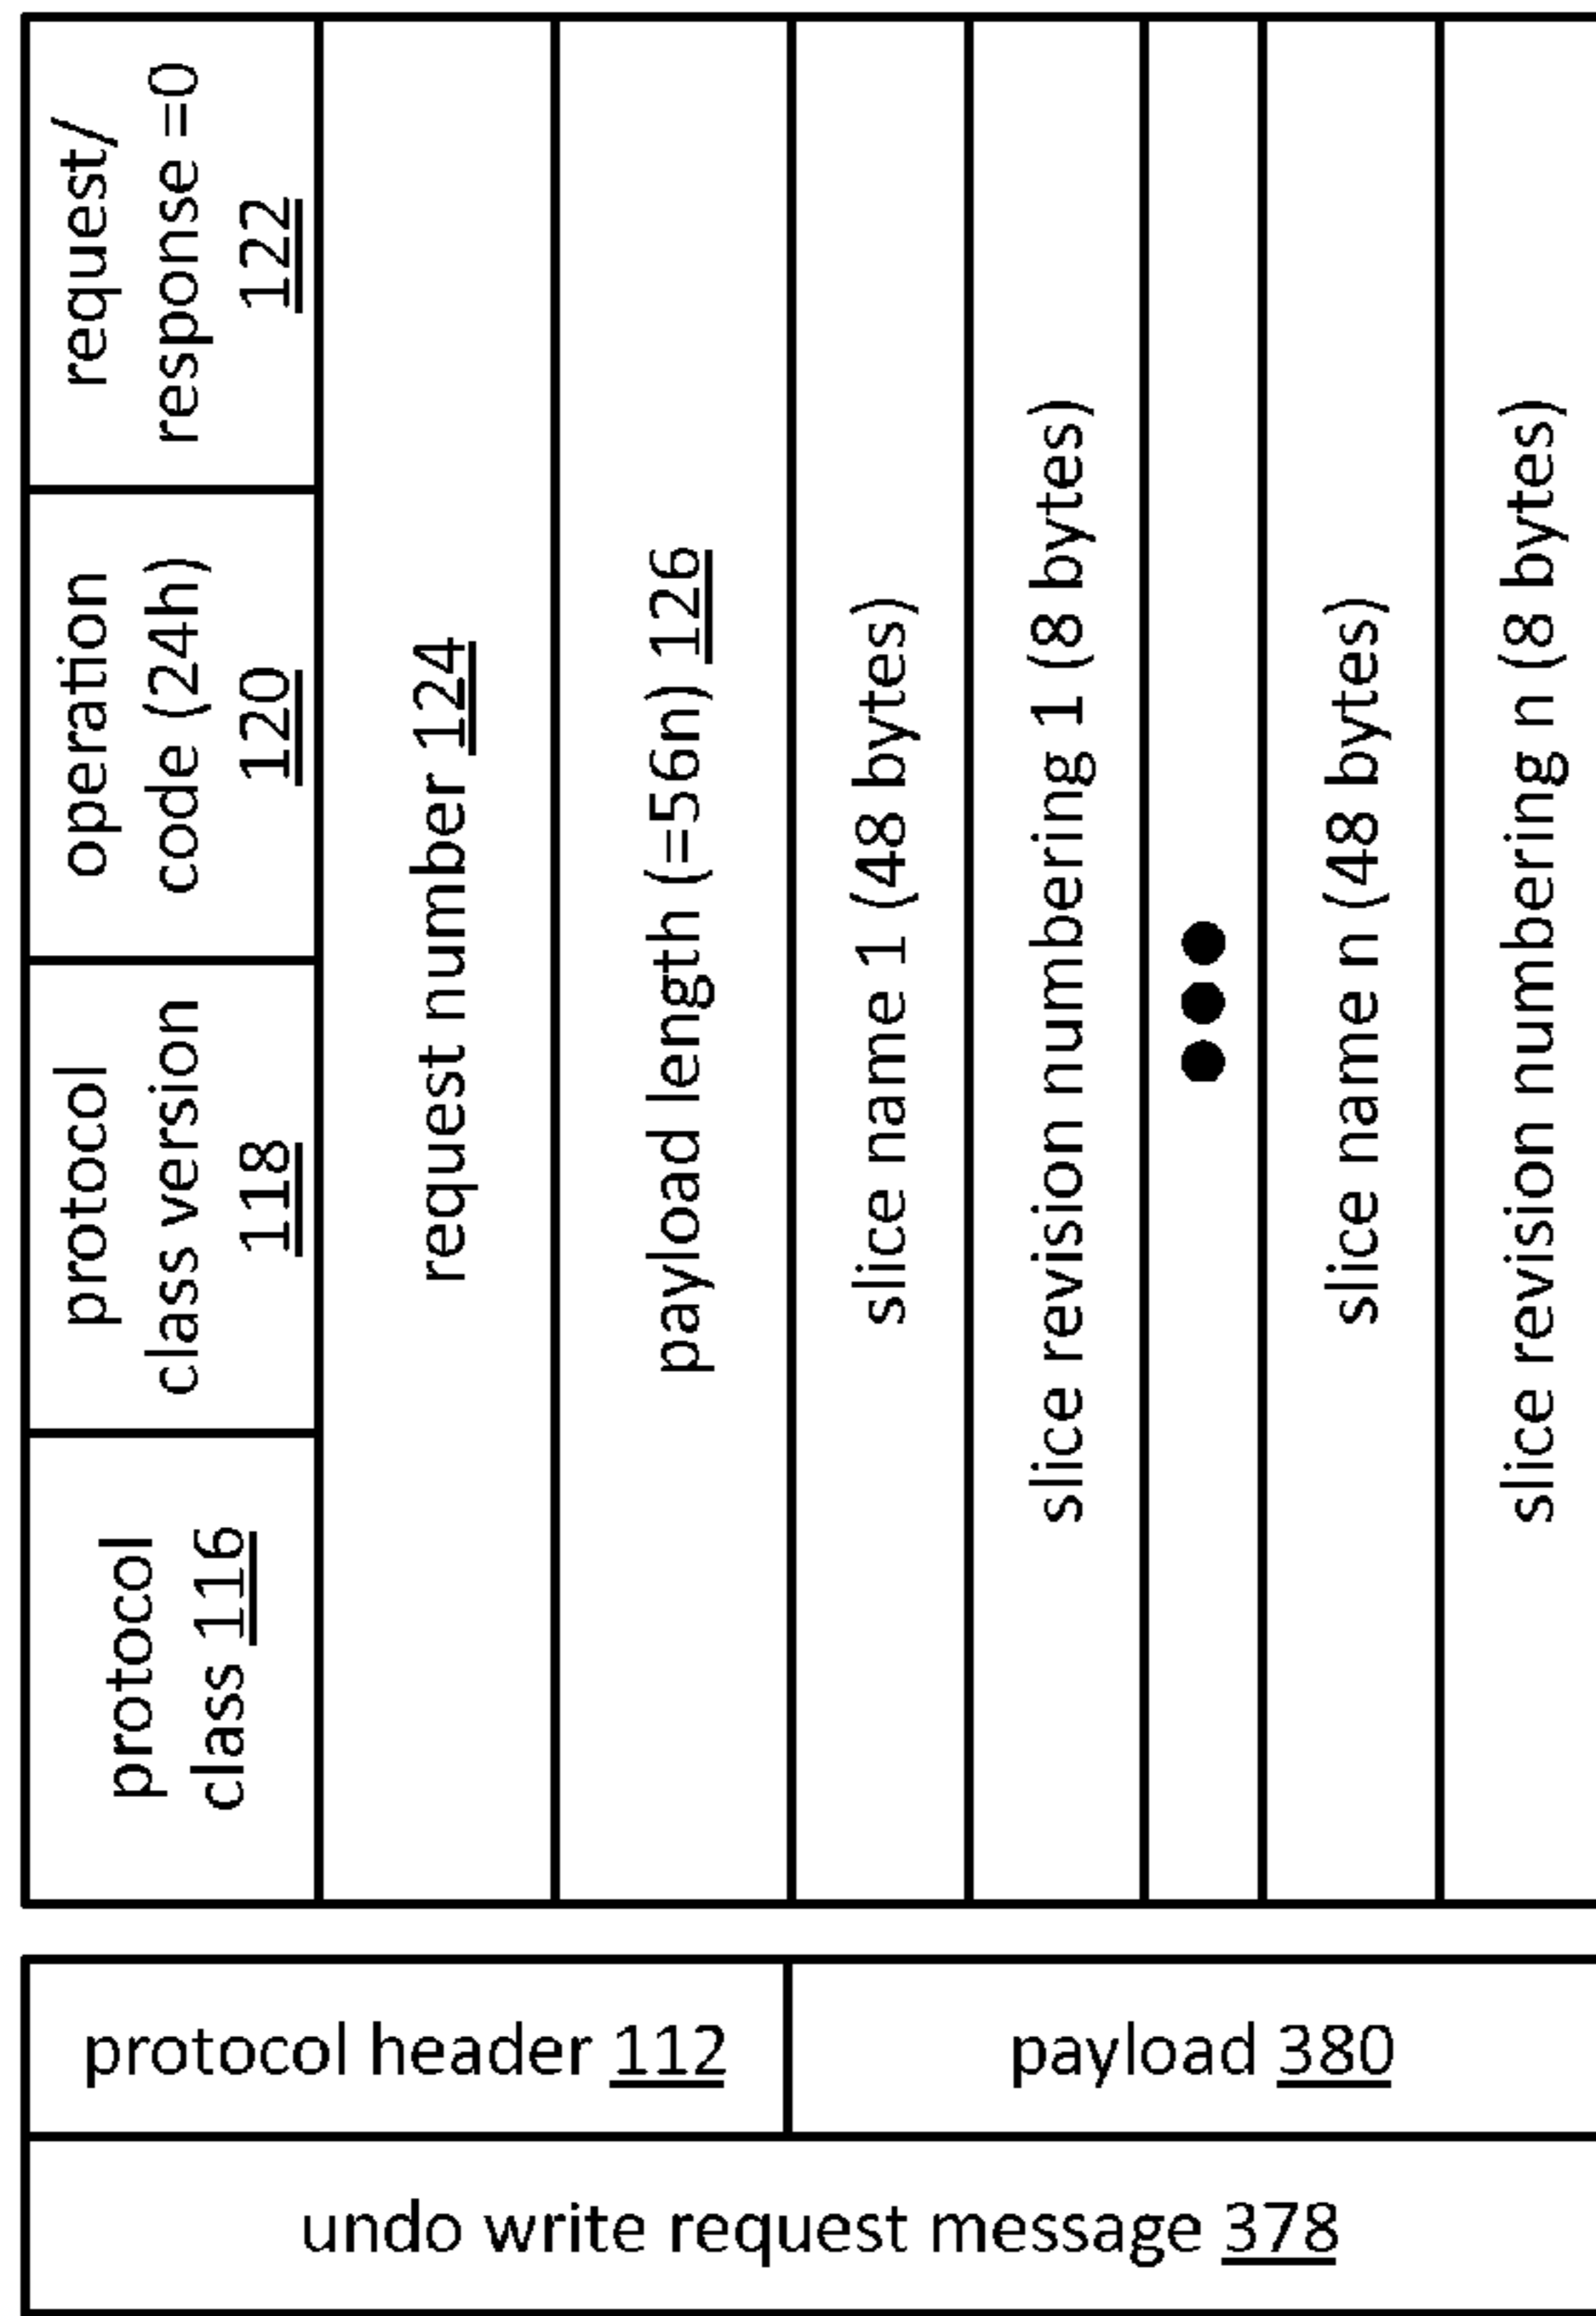 protocol
class 116
protocol
class version
118
operation
code (24h)
120
request/
response =0
122
request number 124
payload length (=56n) 126
slice name 1 (48 bytes)
slice revision numbering 1 (8 bytes)
slice name n (48 bytes)
slice revision numbering n (8 bytes)
protocol header 112
payload 380
undo write request message 378